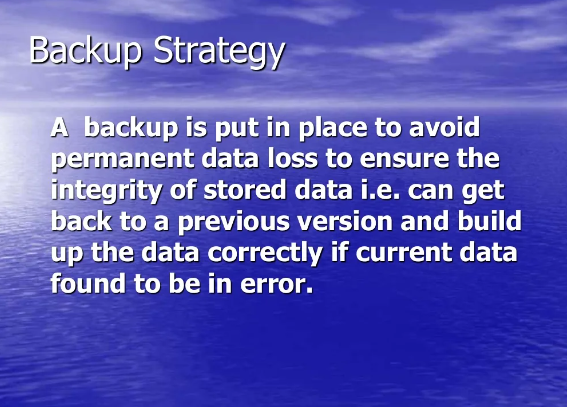 Backup Strategy
A  backup is put in place to avoid
permanent data loss to ensure the
integrity of stored data i.e. can get
back to a previous version and build
up the data correctly if current data
found to be in error.